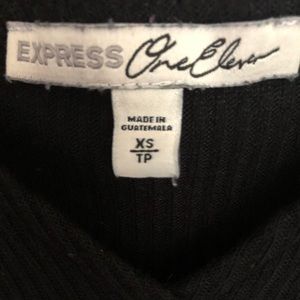 EXPRESS One Eleven
MADE IN
GUATEMALA
XS
TP